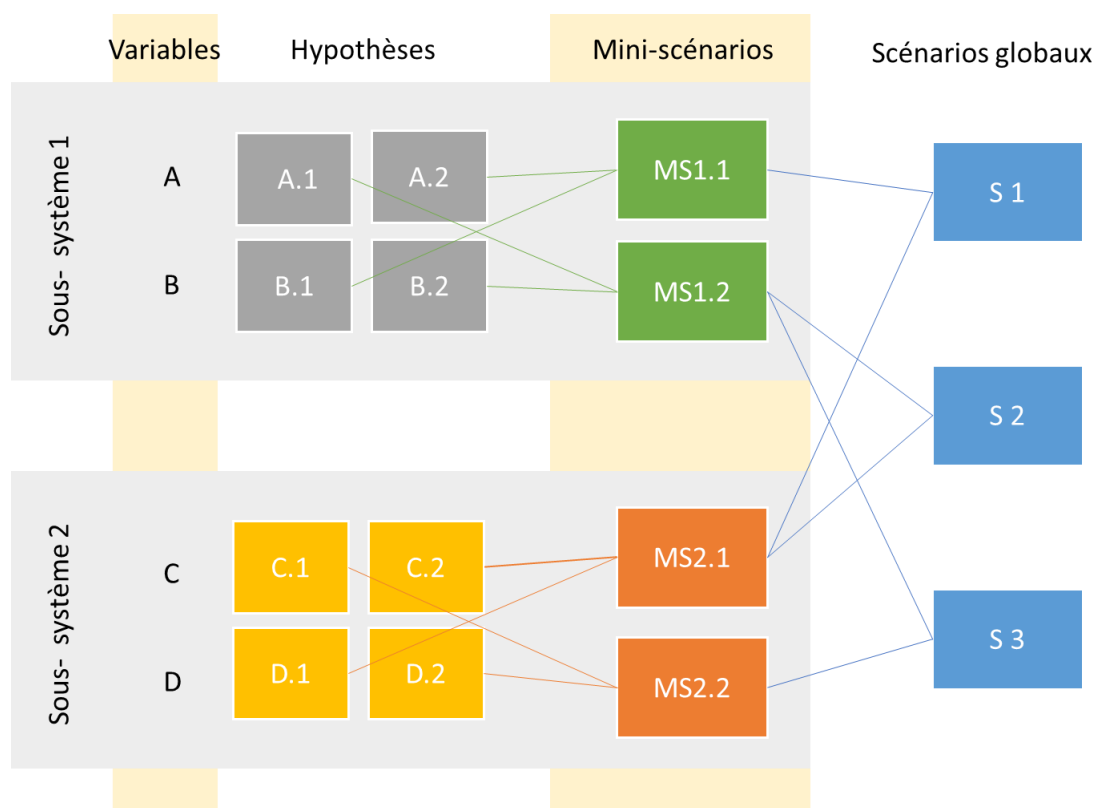 Variables
Hypothèses
Mini-scénarios
Scénarios globaux
Sous- système 1
A
A.1
A.2
MS1.1
S 1
B
B.1
B.2
MS1.2
S 2
Sous- système 2
C
C.1
C.2
MS2.1
S 3
D
D.1
D.2
MS2.2